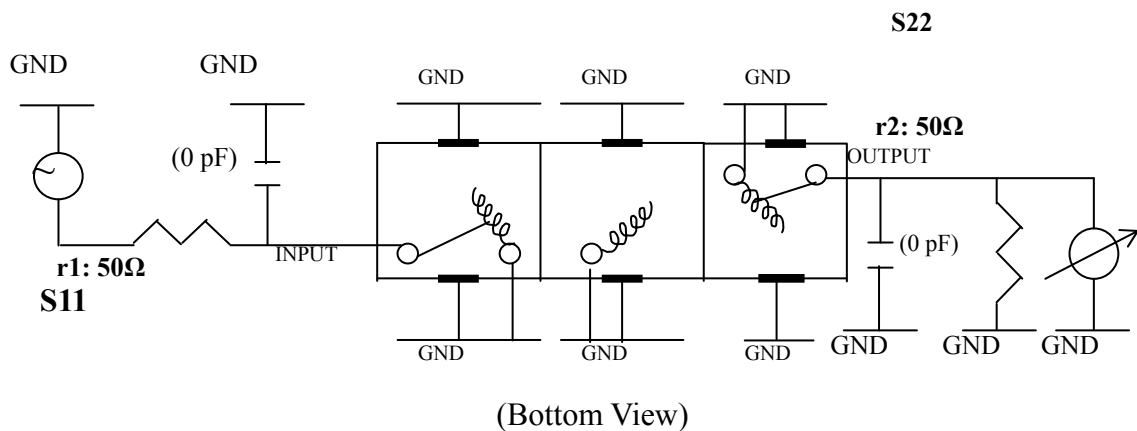 S22
GND
GND
GND
GND
GND
r2: 50Ω
OUTPUT
~
(0 pF)
(0 pF)
INPUT
r1: 50Ω
S11
GND
GND
GND
GND
GND
GND
(Bottom View)